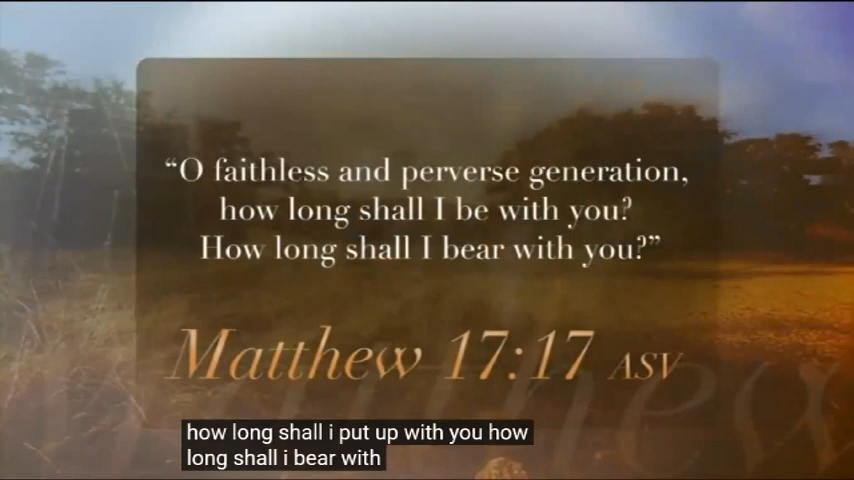 “O faithless and perverse generation,
how long shall I be with you?
How long shall I bear with you?”
Matthew 17:17 ASV
how long shall i put up with you how
long shall i bear with